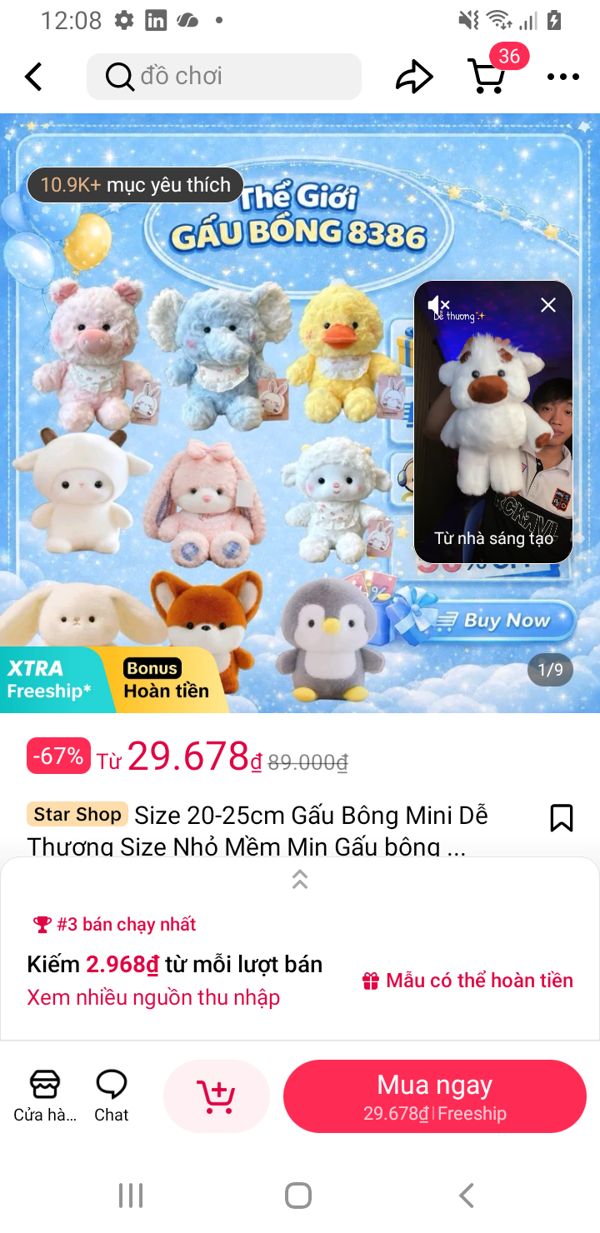 12:08
đồ chơi
36
10.9K+ mục yêu thích
Thế Giới
GẤU BÔNG 8386
Dễ thương
Từ nhà sáng tạo
Buy Now
XTRA
Freeship*
Bonus
Hoàn tiền
1/9
-67% Từ 29.678₫ 89.000₫
Star Shop Size 20-25cm Gấu Bông Mini Dễ
Thương Size Nhỏ Mềm Mịn Gấu bông ...
#3 bán chạy nhất
Kiếm 2.968₫ từ mỗi lượt bán
Mẫu có thể hoàn tiền
Xem nhiều nguồn thu nhập
Cửa hà...
Chat
Mua ngay
29.678₫ | Freeship